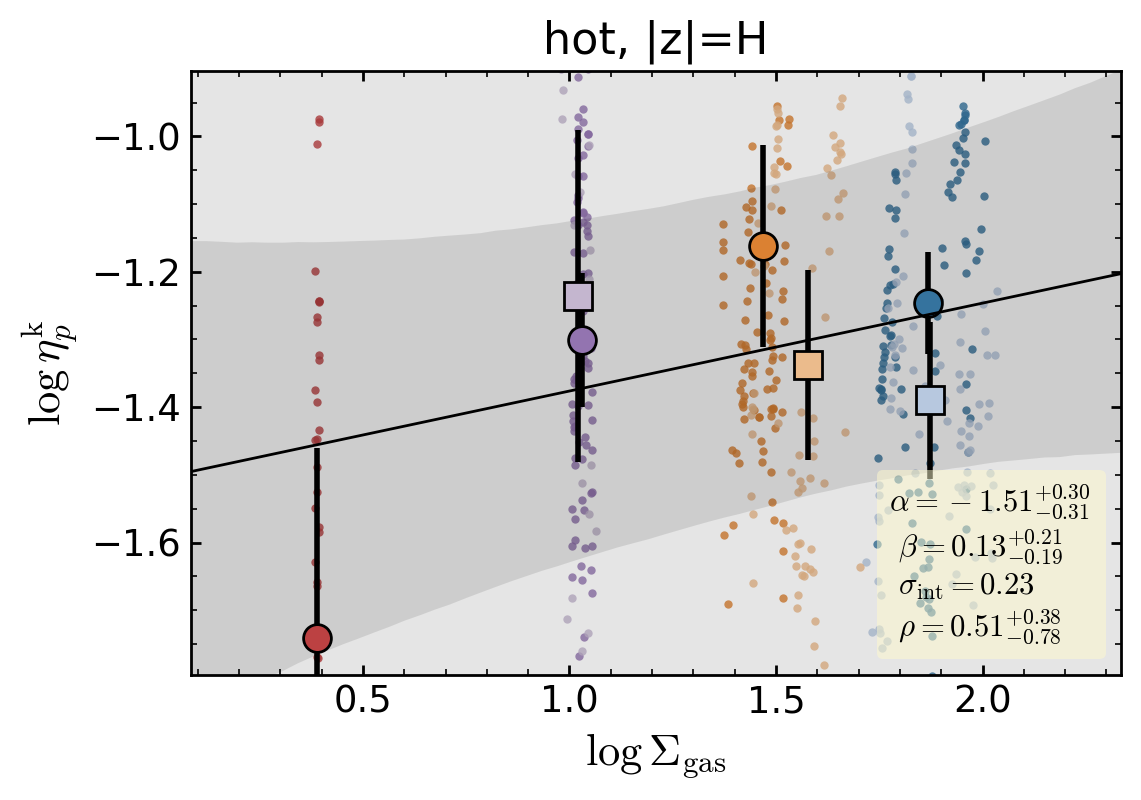 hot, |z|=H
−1.0
−1.2
−1.4
−1.6
log η_p^k
0.5
1.0
1.5
2.0
log Σ_gas
α = − 1.51^{+0.30}_{−0.31}
β = 0.13^{+0.21}_{−0.19}
σ_int = 0.23
ρ = 0.51^{+0.38}_{−0.78}